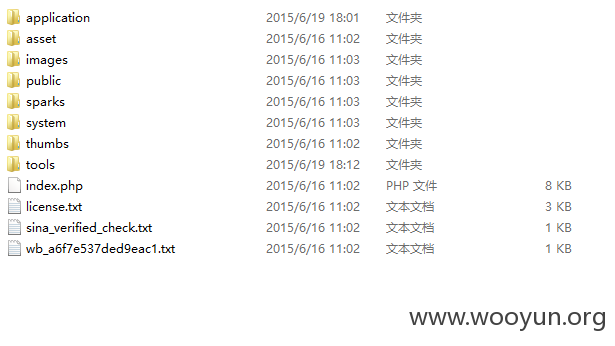 application 2015/6/19 18:01 文件夹
asset 2015/6/16 11:02 文件夹
images 2015/6/16 11:03 文件夹
public 2015/6/16 11:03 文件夹
sparks 2015/6/16 11:03 文件夹
system 2015/6/16 11:03 文件夹
thumbs 2015/6/16 11:02 文件夹
tools 2015/6/19 18:12 文件夹
index.php 2015/6/16 11:02 PHP 文件 8 KB
license.txt 2015/6/16 11:02 文本文档 3 KB
sina_verified_check.txt 2015/6/16 11:02 文本文档 1 KB
wb_a6f7e537ded9eac1.txt 2015/6/16 11:02 文本文档 1 KB
www.wooyun.org